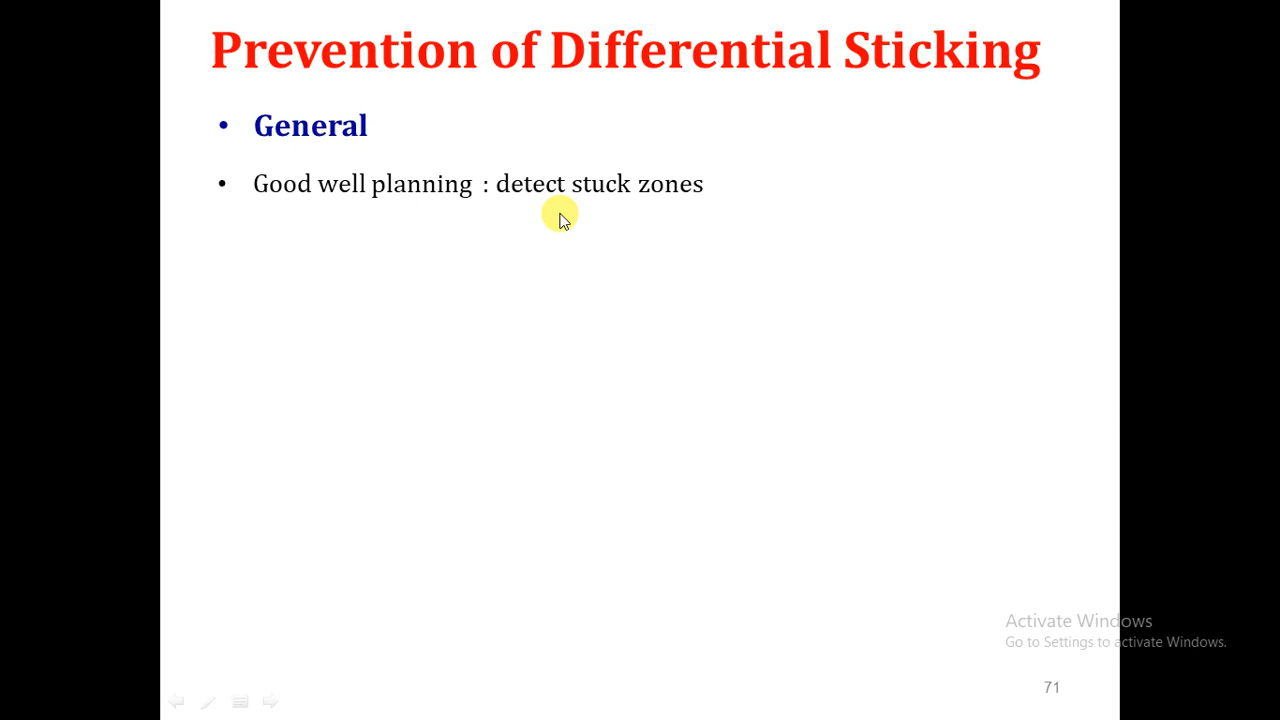 Prevention of Differential Sticking
• General
• Good well planning : detect stuck zones
Activate Windows
Go to Settings to activate Windows.
71